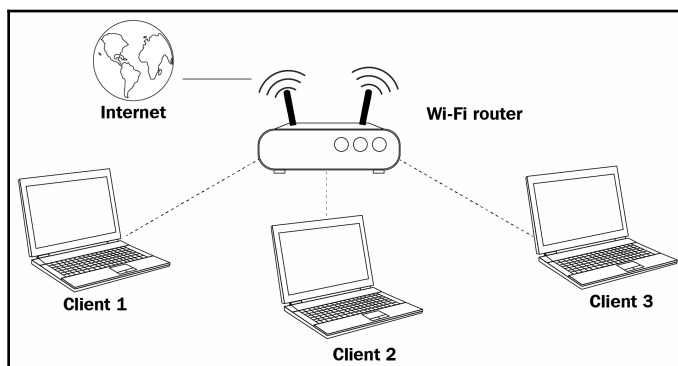 Internet
Wi-Fi router
Client 1
Client 2
Client 3